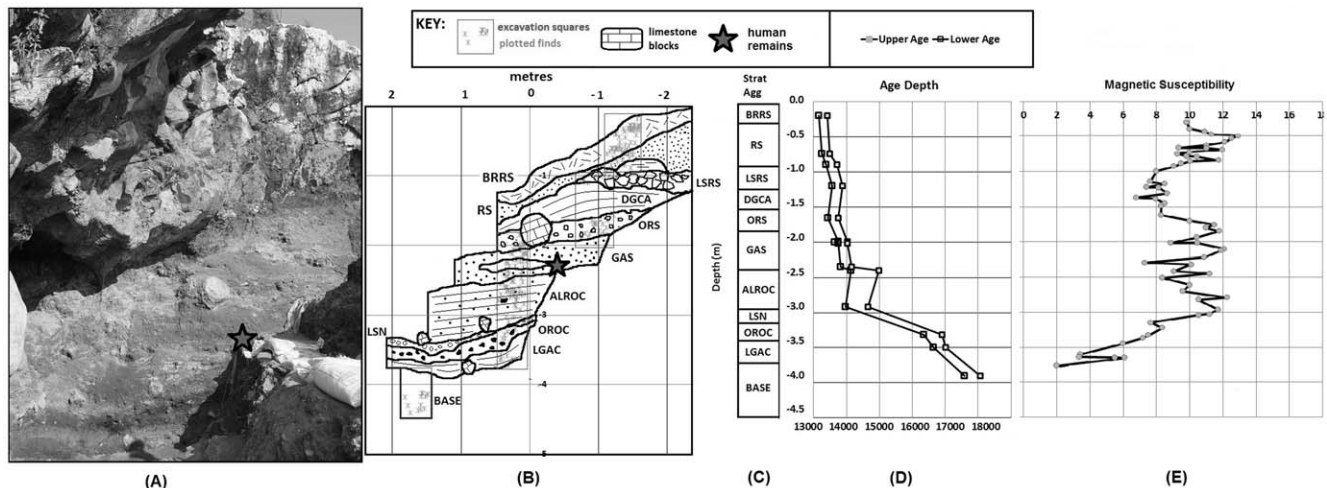 KEY:
excavation squares
plotted finds
limestone
blocks
human
remains
Upper Age
Lower Age
metres
2 1 0 -1 -2
BRRS
RS
LSRS
DGCA
ORS
GAS
ALROC
LSN
OROC
LGAC
BASE
-1
-3
-4
5
Strat
Agg
BRRS
RS
LSRS
DGCA
ORS
GAS
ALROC
LSN
OROC
LGAC
BASE
Age Depth
Depth (m)
0.0
-0.5
-1.0
-1.5
-2.0
-2.5
-3.0
-3.5
-4.0
-4.5
13000 14000 15000 16000 17000 18000
Magnetic Susceptibility
0 2 4 6 8 10 12 14 16 18
(A)
(B)
(C)
(D)
(E)